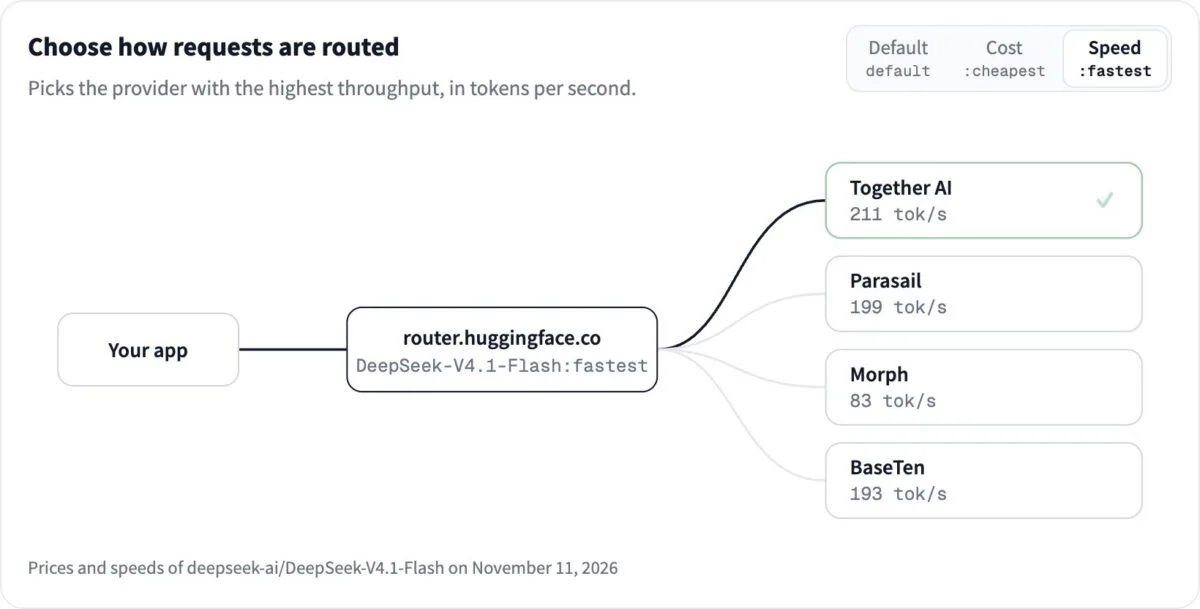 Choose how requests are routed
Picks the provider with the highest throughput, in tokens per second.
Default
default
Cost
:cheapest
Speed
:fastest
Your app
router.huggingface.co
DeepSeek-V4.1-Flash:fastest
Together AI
211 tok/s
Parasail
199 tok/s
Morph
83 tok/s
BaseTen
193 tok/s
Prices and speeds of deepseek-ai/DeepSeek-V4.1-Flash on November 11, 2026